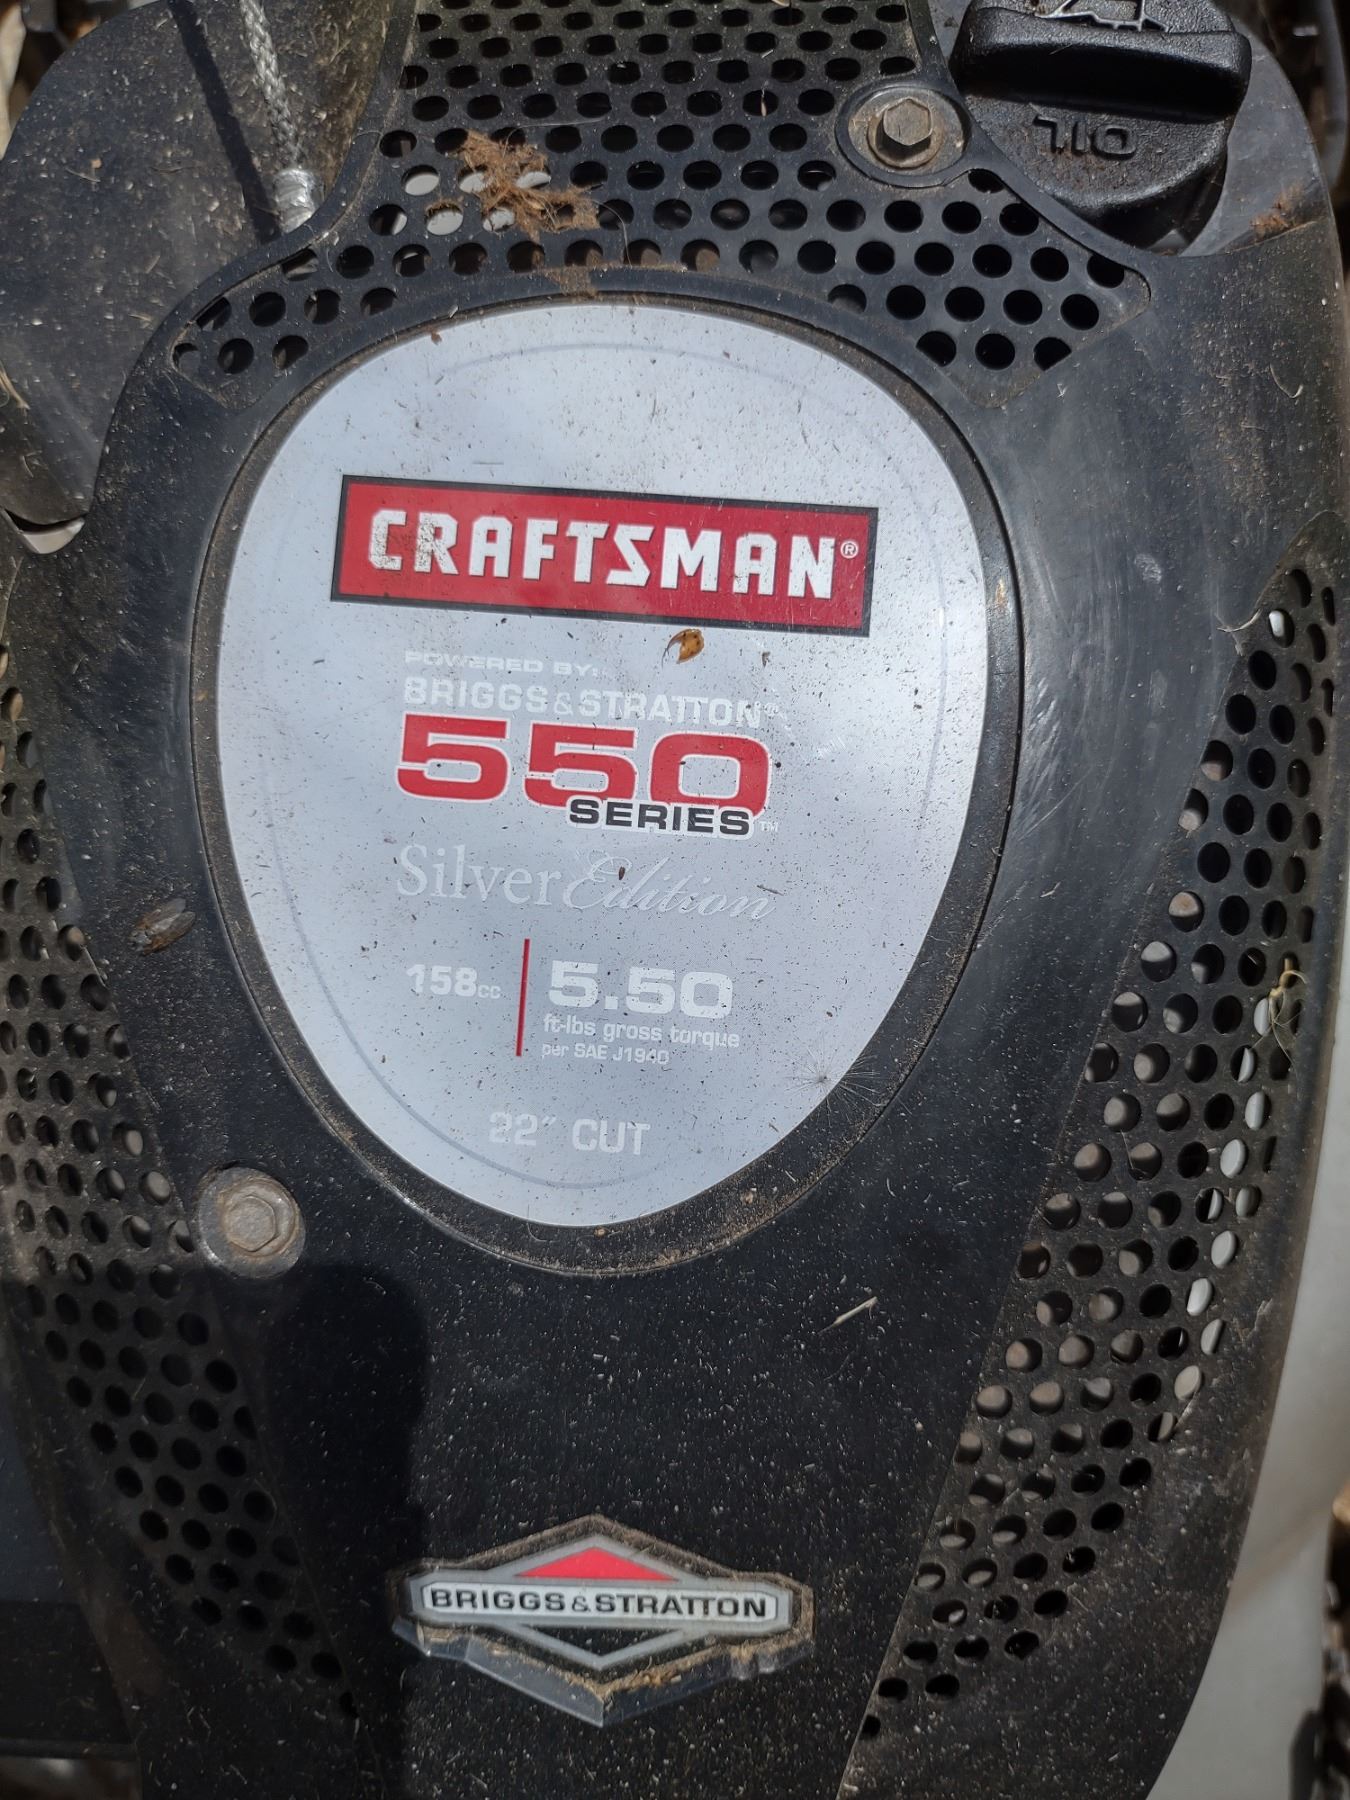 OIL
CRAFTSMAN®
POWERED BY:
BRIGGS&STRATTON®
550
SERIES™
Silver Edition
158cc
5.50
ft-lbs gross torque
per SAE J1940
22" CUT
BRIGGS&STRATTON